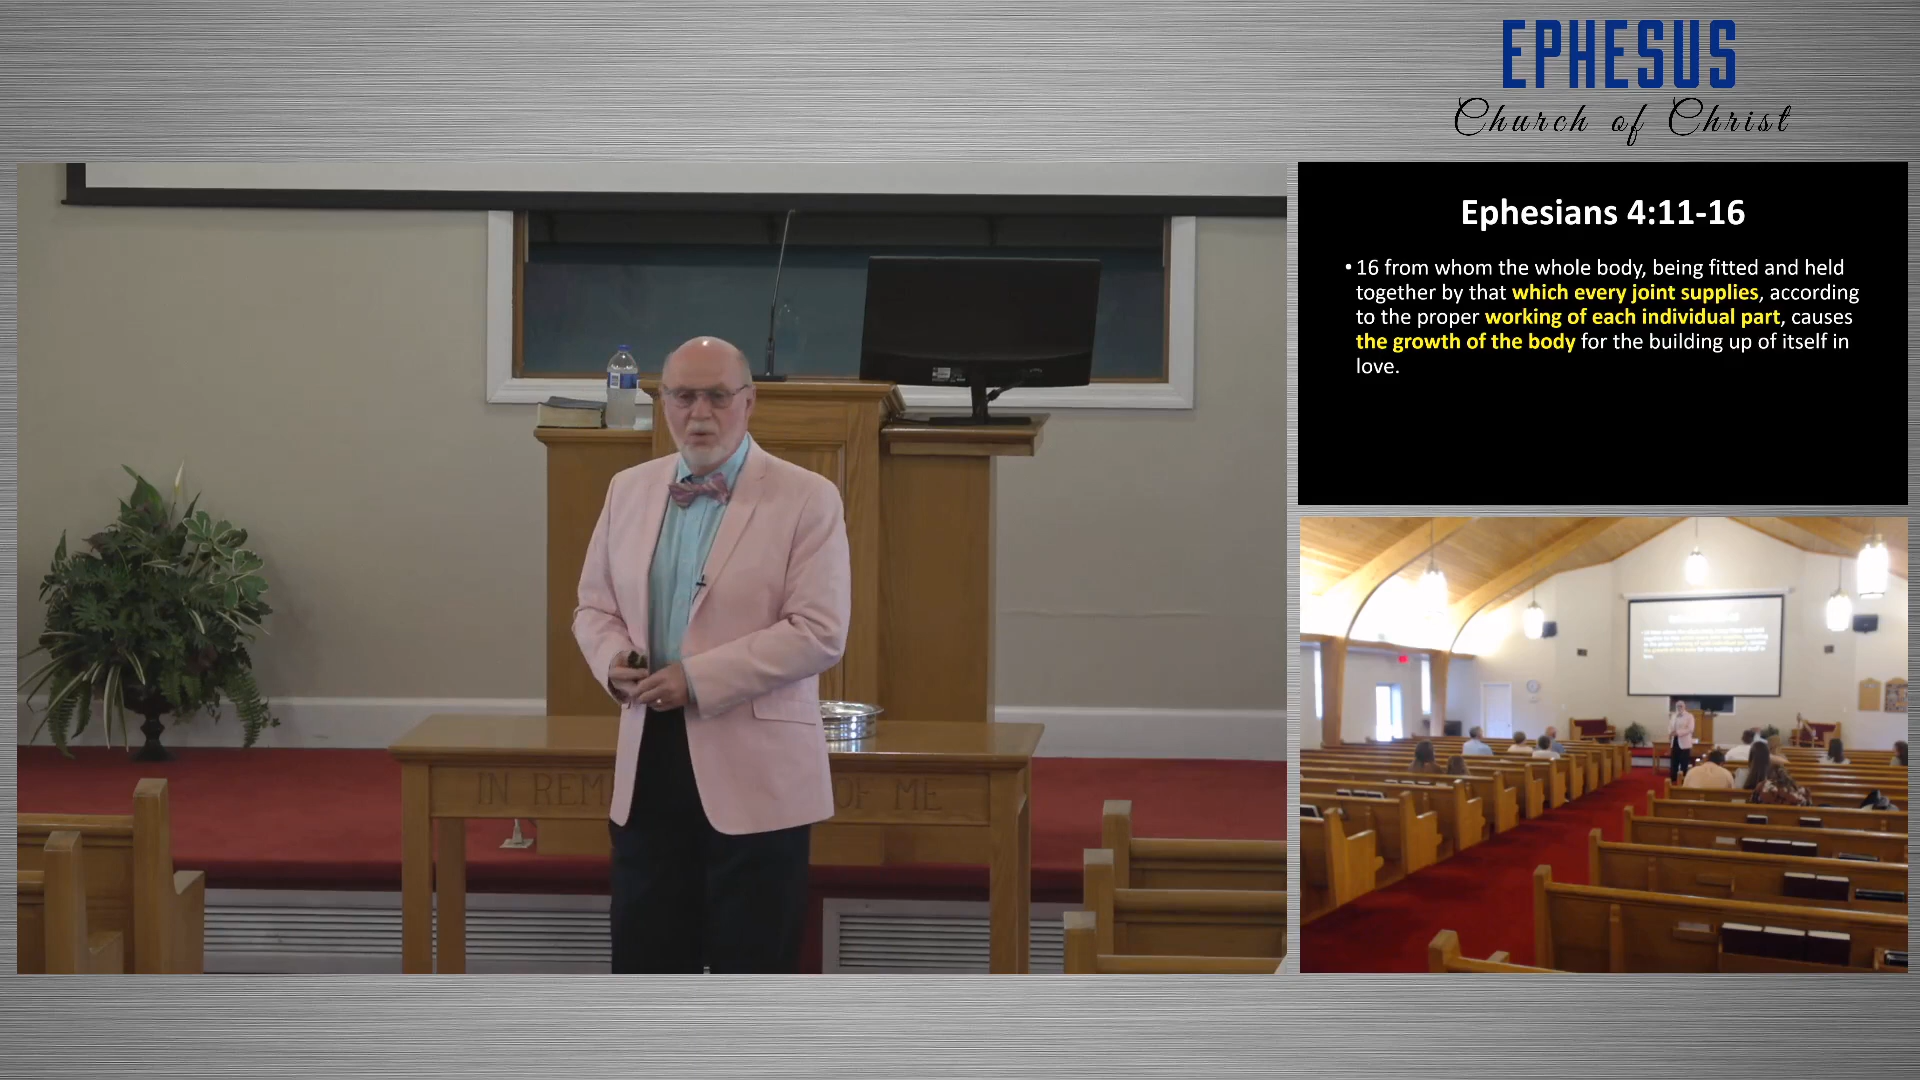 EPHESUS
Church of Christ
Ephesians 4:11-16
• 16 from whom the whole body, being fitted and held
together by that which every joint supplies, according
to the proper working of each individual part, causes
the growth of the body for the building up of itself in
love.
IN REM OF ME